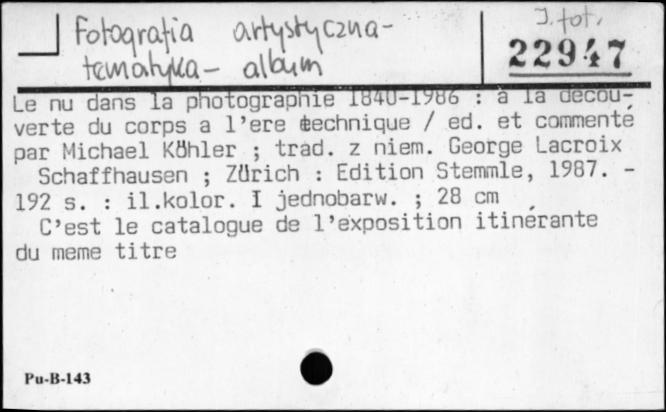 Fotografia artystyczna-
tematyka - album
J. fot.
22947
Le nu dans la photographie 1840-1986 : a la decou-
verte du corps a l'ere technique / ed. et commente
par Michael Köhler ; trad. z niem. George Lacroix
Schaffhausen ; Zürich : Edition Stemmle, 1987. -
192 s. : il.kolor. I jednobarw. ; 28 cm
C'est le catalogue de l'exposition itinerante
du meme titre
Pu-B-143